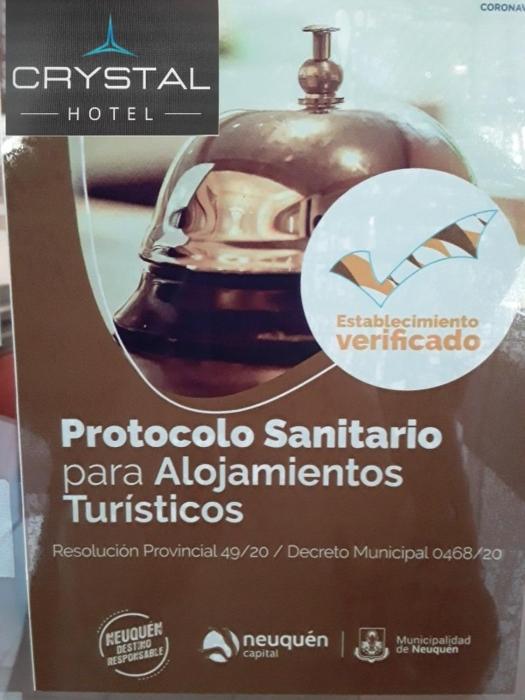 CORONAV
CRYSTAL
HOTEL
Establecimiento
verificado
Protocolo Sanitario
para Alojamientos
Turísticos
Resolución Provincial 49/20 / Decreto Municipal 0468/20
NEUQUÉN
DESTINO
RESPONSABLE
neuquén
capital
Municipalidad
de Neuquén